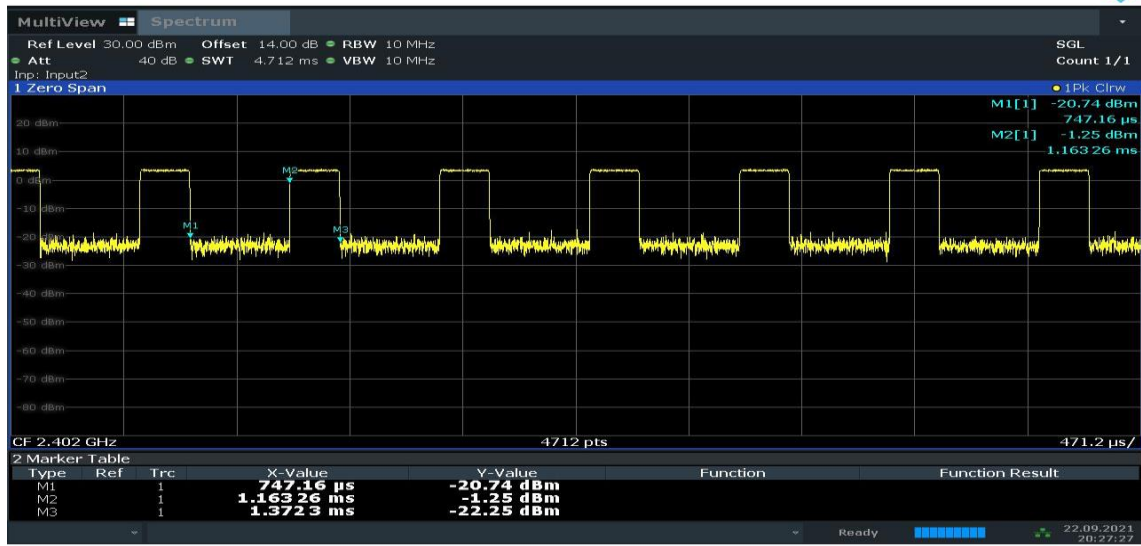 MultiView Spectrum
Ref Level 30.00 dBm Offset 14.00 dB RBW 10 MHz SGL
Att 40 dB SWT 4.712 ms VBW 10 MHz Count 1/1
Inp: Input2
1 Zero Span 1Pk Clrw
M1[1] -20.74 dBm
747.16 µs
20 dBm
M2[1] -1.25 dBm
1.163 26 ms
10 dBm
M2
0 dBm
-10 dBm
M1
M3
-20 dBm
-30 dBm
-40 dBm
-50 dBm
-60 dBm
-70 dBm
-80 dBm
CF 2.402 GHz 4712 pts 471.2 µs/
2 Marker Table
Type Ref Trc X-Value Y-Value Function Function Result
M1 1 747.16 µs -20.74 dBm
M2 1 1.163 26 ms -1.25 dBm
M3 1 1.372 3 ms -22.25 dBm
Ready 22.09.2021
20:27:27